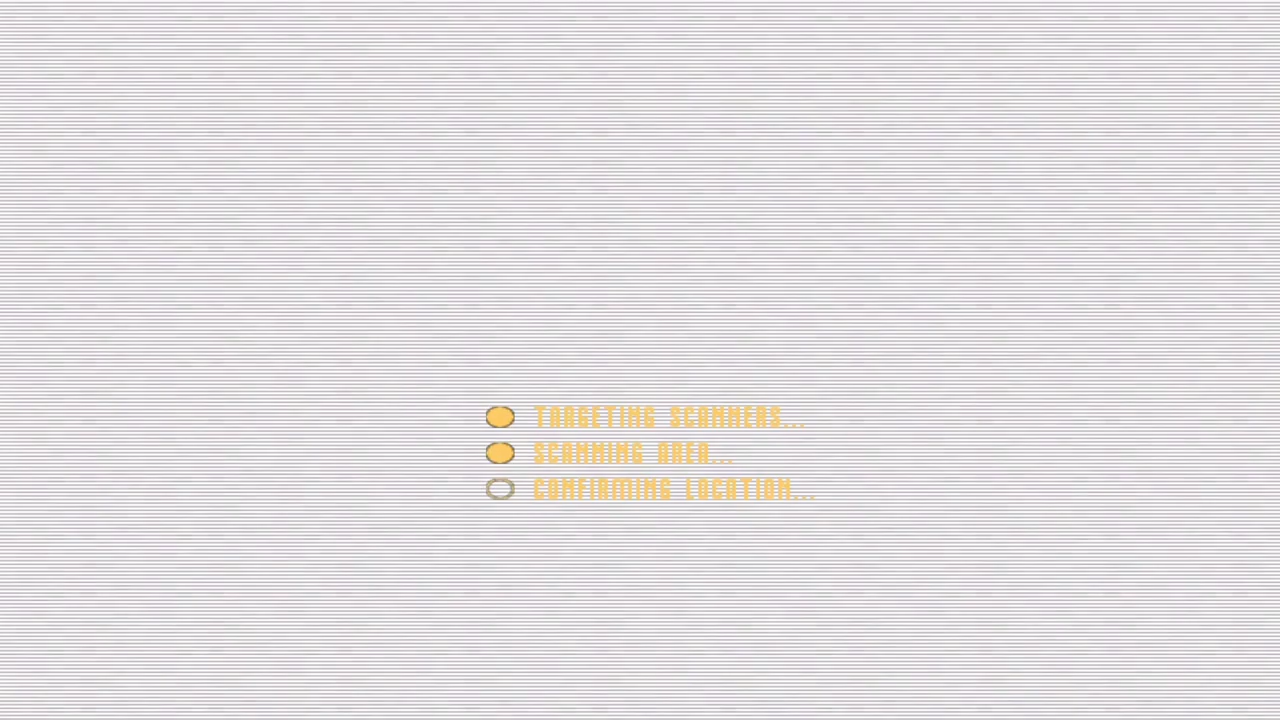 TARGETING SCANNERS...
SCANNING AREA...
CONFIRMING LOCATION...